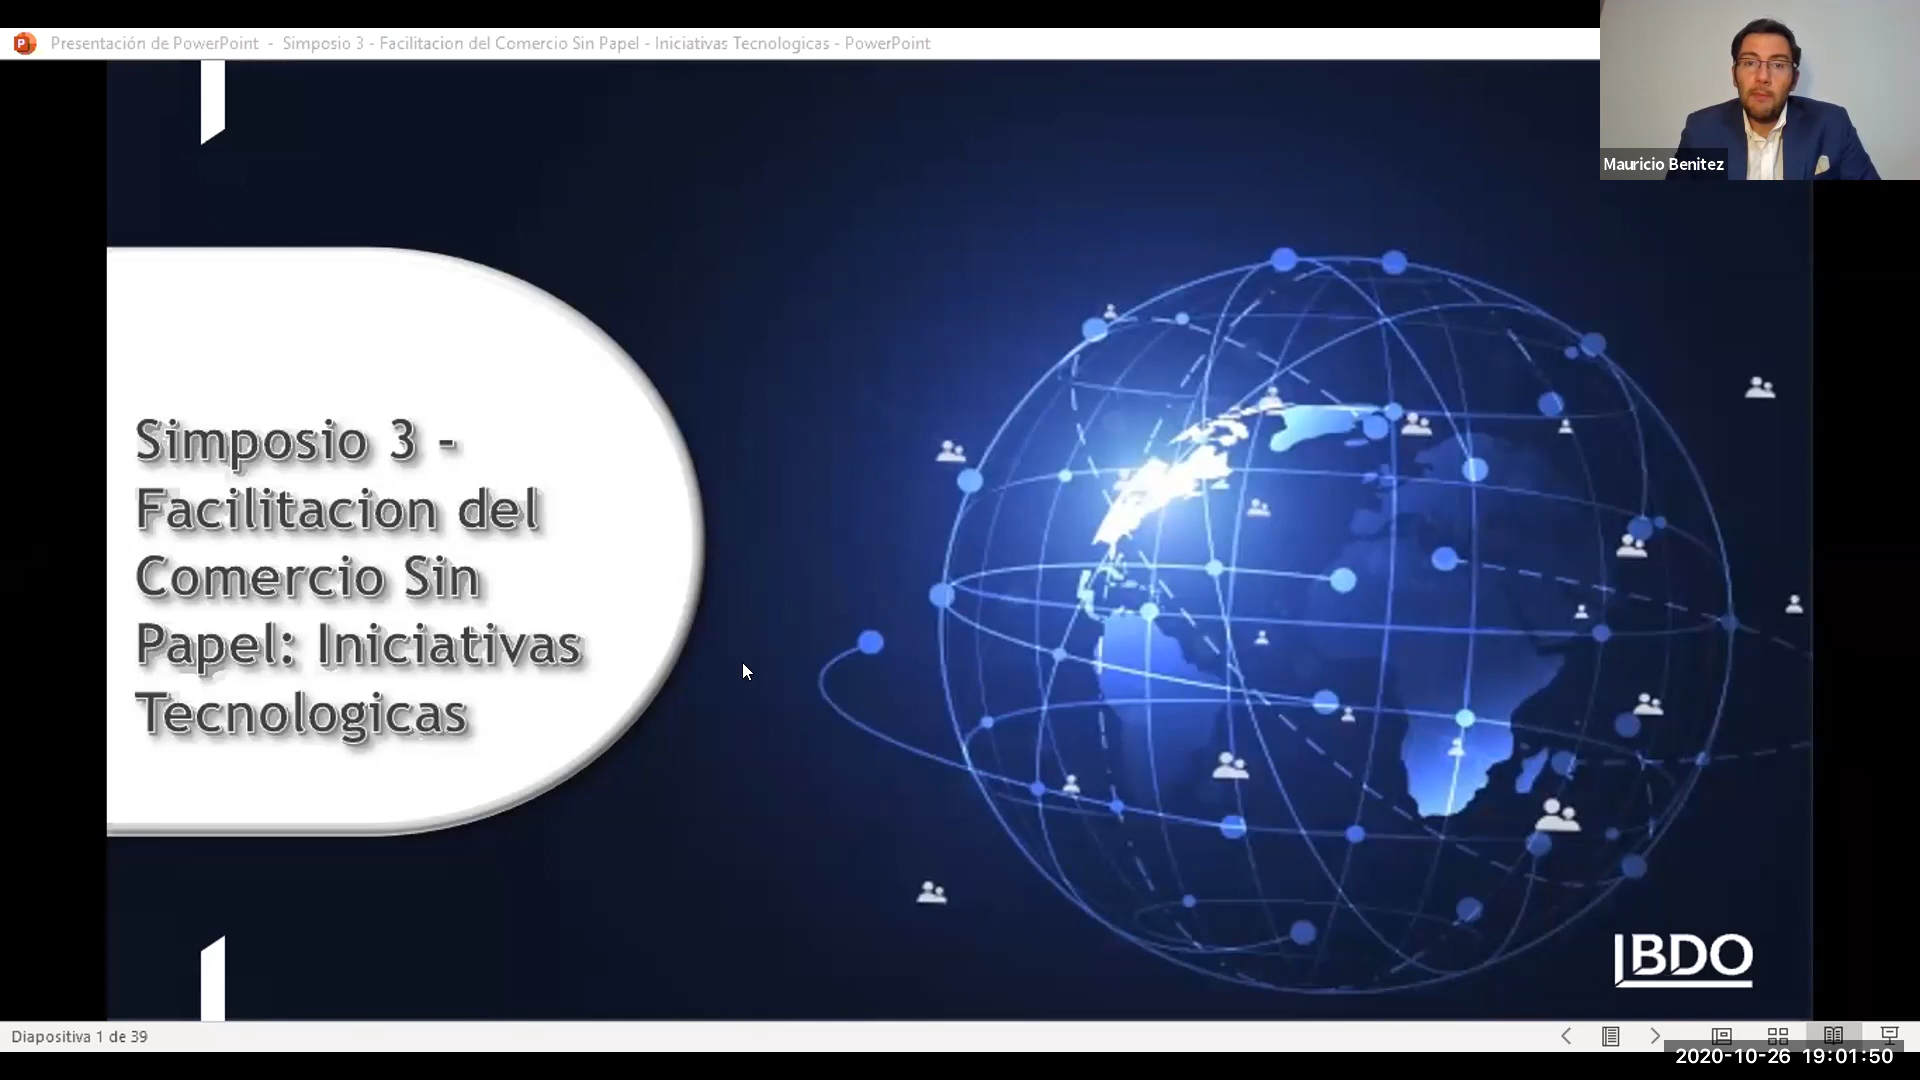 Presentación de PowerPoint - Simposio 3 - Facilitacion del Comercio Sin Papel - Iniciativas Tecnologicas - PowerPoint
Mauricio Benitez
Simposio 3 -
Facilitacion del
Comercio Sin
Papel: Iniciativas
Tecnologicas
BDO
Diapositiva 1 de 39
2020-10-26 19:01:50